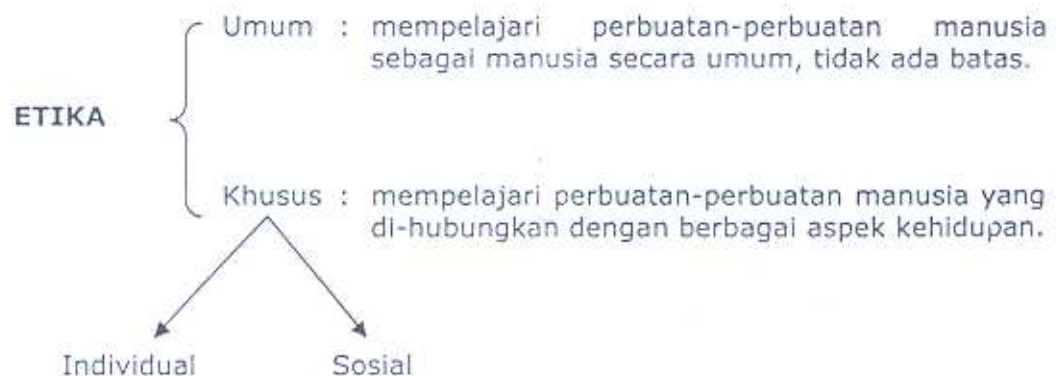 Umum : mempelajari perbuatan-perbuatan manusia
sebagai manusia secara umum, tidak ada batas.
ETIKA
Khusus : mempelajari perbuatan-perbuatan manusia yang
di-hubungkan dengan berbagai aspek kehidupan.
Individual Sosial